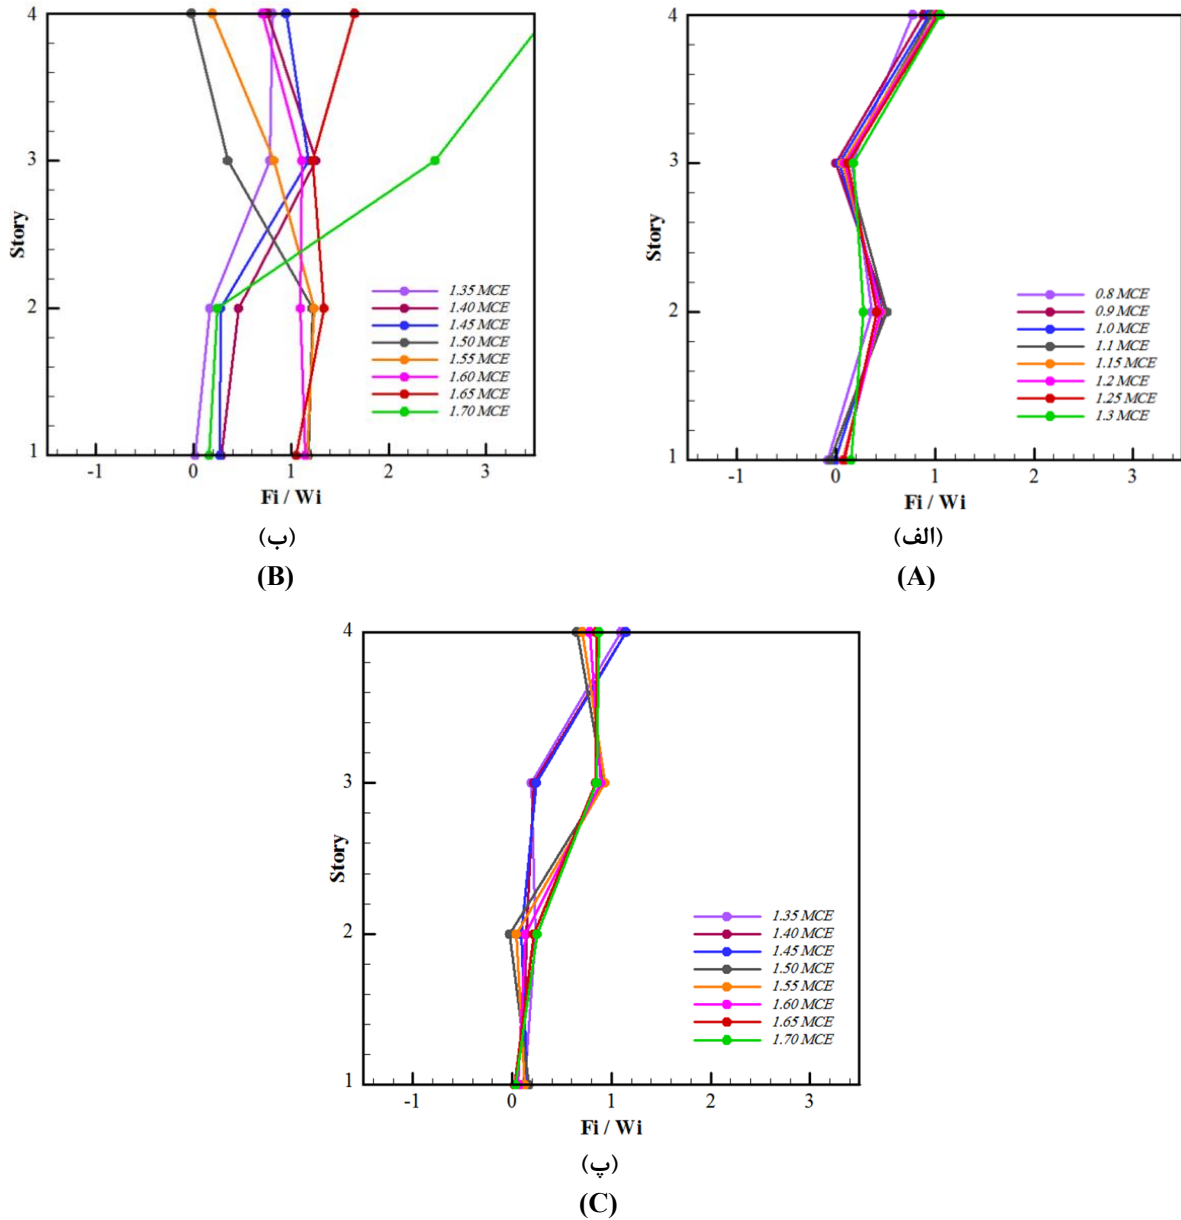 4
3
2
1
Story
-1
0
1
2
3
Fi / Wi
1.35 MCE
1.40 MCE
1.45 MCE
1.50 MCE
1.55 MCE
1.60 MCE
1.65 MCE
1.70 MCE
(ب)
(B)
4
3
2
1
Story
-1
0
1
2
3
Fi / Wi
0.8 MCE
0.9 MCE
1.0 MCE
1.1 MCE
1.15 MCE
1.2 MCE
1.25 MCE
1.3 MCE
(الف)
(A)
4
3
2
1
Story
-1
0
1
2
3
Fi / Wi
1.35 MCE
1.40 MCE
1.45 MCE
1.50 MCE
1.55 MCE
1.60 MCE
1.65 MCE
1.70 MCE
(پ)
(C)